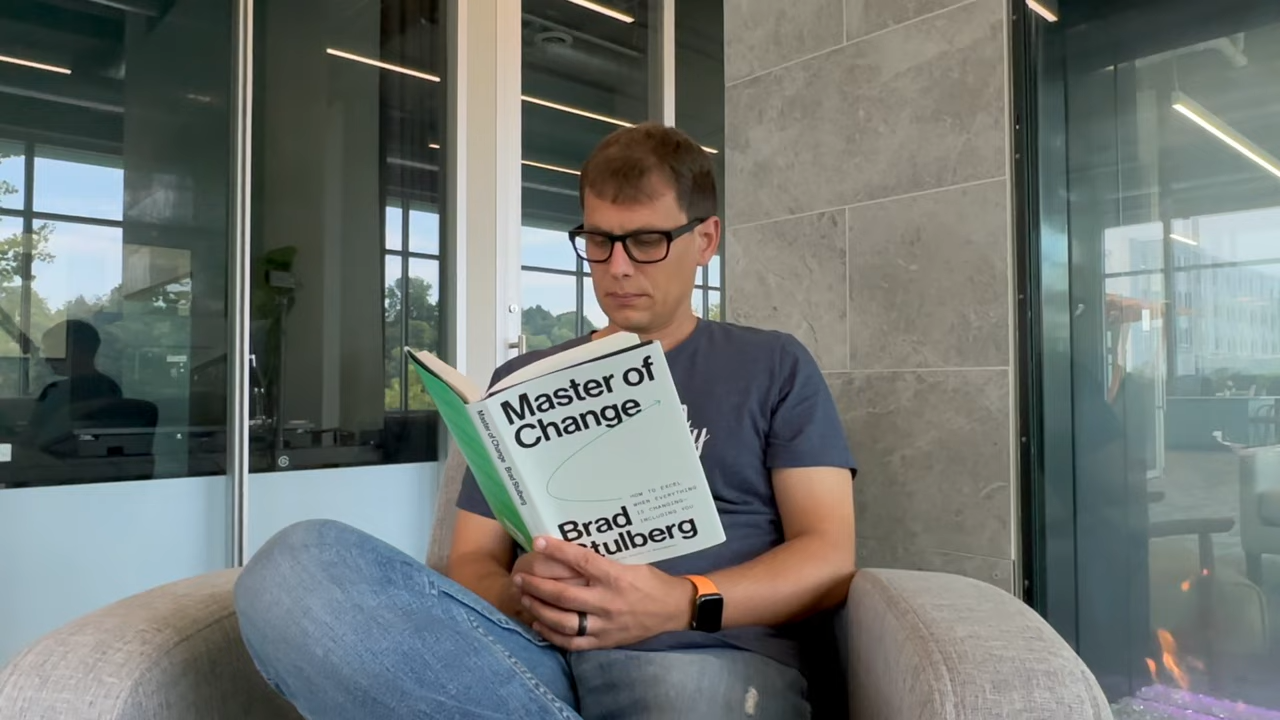 Master of
Change
HOW TO EXCEL
WHEN EVERYTHING
IS CHANGING–
INCLUDING YOU
Brad
Stulberg
Master of Change Brad Stulberg